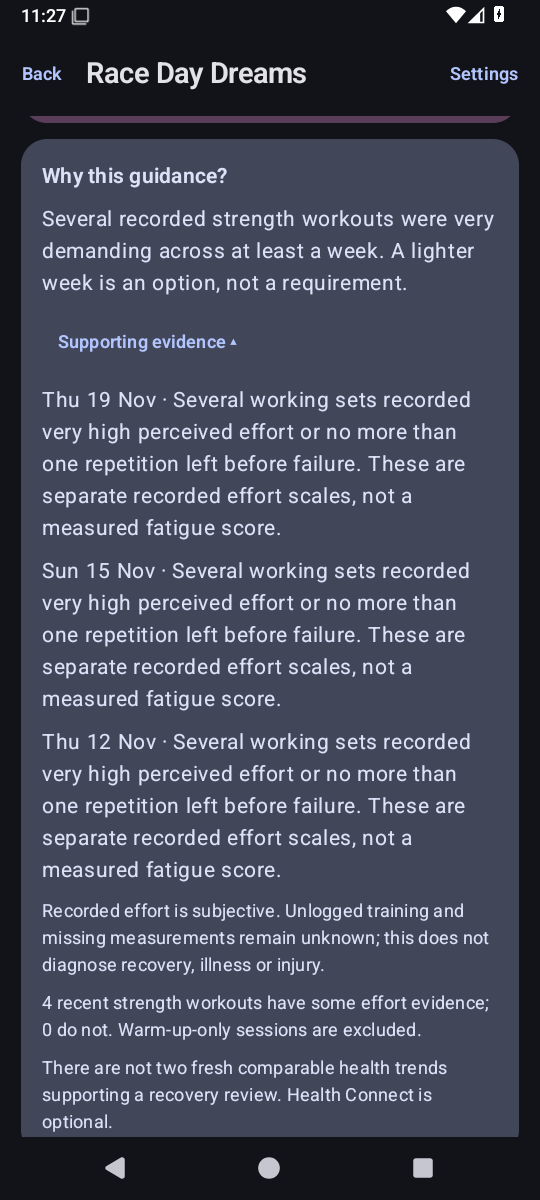 11:27
Back Race Day Dreams Settings
Why this guidance?
Several recorded strength workouts were very
demanding across at least a week. A lighter
week is an option, not a requirement.
Supporting evidence ▴
Thu 19 Nov · Several working sets recorded
very high perceived effort or no more than
one repetition left before failure. These are
separate recorded effort scales, not a
measured fatigue score.
Sun 15 Nov · Several working sets recorded
very high perceived effort or no more than
one repetition left before failure. These are
separate recorded effort scales, not a
measured fatigue score.
Thu 12 Nov · Several working sets recorded
very high perceived effort or no more than
one repetition left before failure. These are
separate recorded effort scales, not a
measured fatigue score.
Recorded effort is subjective. Unlogged training and
missing measurements remain unknown; this does not
diagnose recovery, illness or injury.
4 recent strength workouts have some effort evidence;
0 do not. Warm-up-only sessions are excluded.
There are not two fresh comparable health trends
supporting a recovery review. Health Connect is
optional.